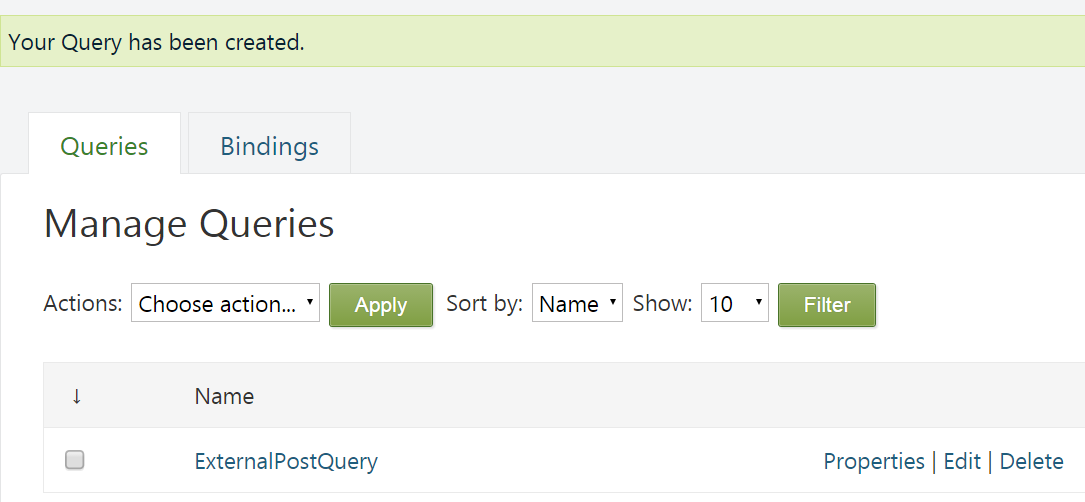 Your Query has been created.
Queries Bindings
Manage Queries
Actions: Choose action... Apply Sort by: Name Show: 10 Filter
↓ Name
ExternalPostQuery Properties | Edit | Delete